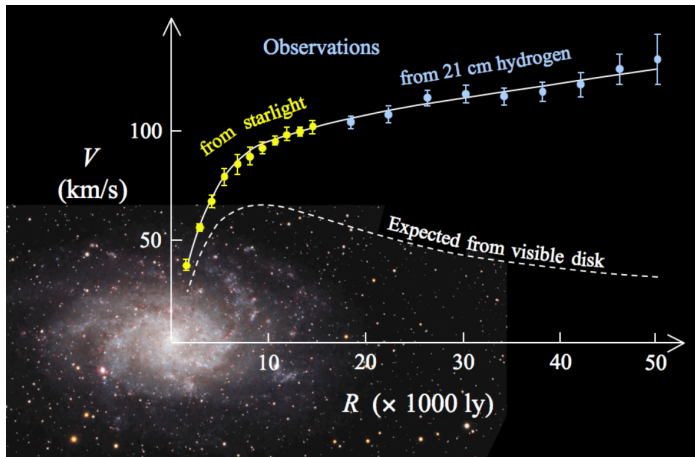 Observations
from 21 cm hydrogen
from starlight
100
V
(km/s)
50
Expected from visible disk
10
20
30
40
50
R (× 1000 ly)